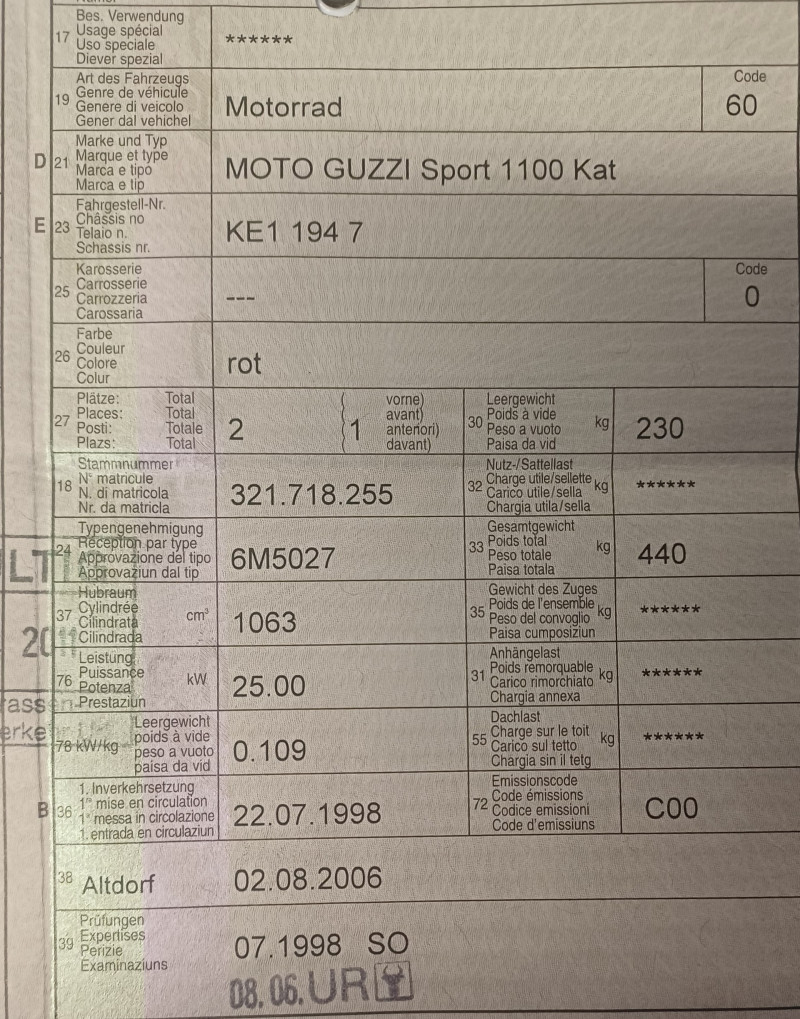 Bes. Verwendung
17 Usage spécial ******
Uso speciale
Diever spezial
Art des Fahrzeugs Code
19 Genre de véhicule Motorrad 60
Genere di veicolo
Gener dal vehichel
Marke und Typ
D 21 Marque et type MOTO GUZZI Sport 1100 Kat
Marca e tipo
Marca e tip
Fahrgestell-Nr.
E 23 Châssis no KE1 194 7
Telaio n.
Schassis nr.
Karosserie Code
25 Carrosserie --- 0
Carrozzeria
Carossaria
Farbe
26 Couleur rot
Colore
Colur
Plätze: Total vorne) Leergewicht
27 Places: Total 2 1 avant) 30 Poids à vide kg 230
Posti: Totale anteriori) Peso a vuoto
Plazs: Total davant) Paisa da vid
Stammnummer Nutz-/Sattellast
18 N° matricule 321.718.255 32 Charge utile/sellette kg ******
N. di matricola Carico utile/sella
Nr. da matricla Chargia utila/sella
Typengenehmigung Gesamtgewicht
24 Réception par type 6M5027 33 Poids total kg 440
Approvazione del tipo Peso totale
Approvaziun dal tip Paisa totala
LT
Hubraum Gewicht des Zuges
37 Cylindrée cm³ 1063 35 Poids de l'ensemble kg ******
Cilindrata Peso del convoglio
Cilindrada Paisa cumposiziun
Leistung Anhängelast
76 Puissance kW 25.00 31 Poids remorquable kg ******
Potenza Carico rimorchiato
Prestaziun Chargia annexa
Leergewicht Dachlast
78 kW/kg poids à vide 0.109 55 Charge sur le toit kg ******
peso a vuoto Carico sul tetto
paisa da vid Chargia sin il tetg
1. Inverkehrsetzung Emissionscode
B 36 1re mise en circulation 22.07.1998 72 Code émissions C00
1a messa in circolazione Codice emissioni
1. entrada en circulaziun Code d'emissiuns
38 Altdorf 02.08.2006
Prüfungen
39 Expertises 07.1998 SO
Perizie
Examinaziuns
08.06. UR